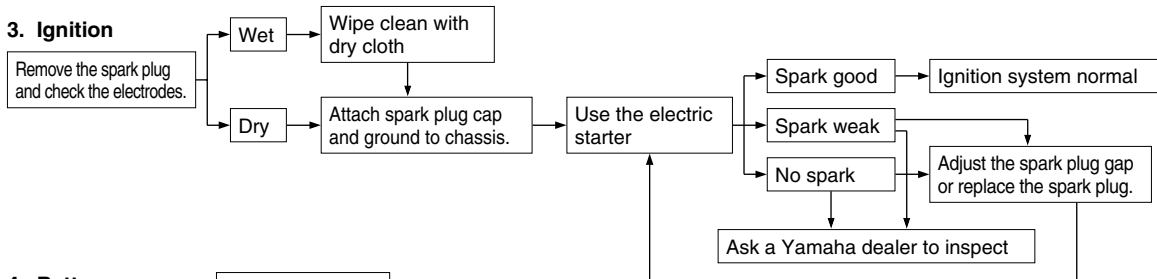 3. Ignition
Remove the spark plug
and check the electrodes.
Wet
Wipe clean with
dry cloth
Dry
Attach spark plug cap
and ground to chassis.
Use the electric
starter
Spark good
Ignition system normal
Spark weak
No spark
Adjust the spark plug gap
or replace the spark plug.
Ask a Yamaha dealer to inspect